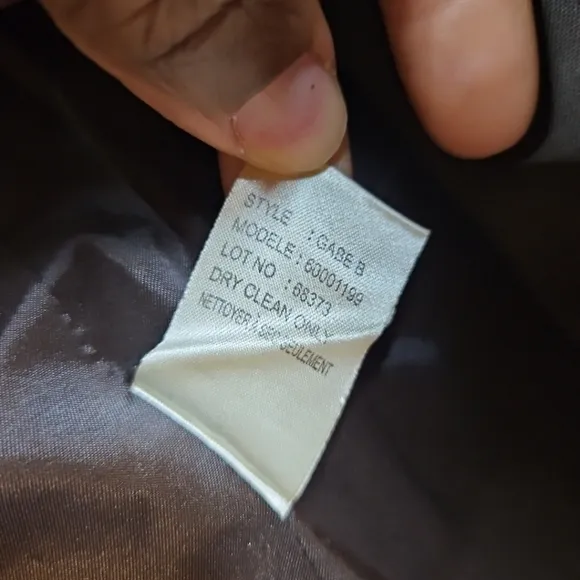 STYLE : GABE B
MODELE : 60001199
LOT NO : 68373
DRY CLEAN ONLY
NETTOYER À SEC SEULEMENT